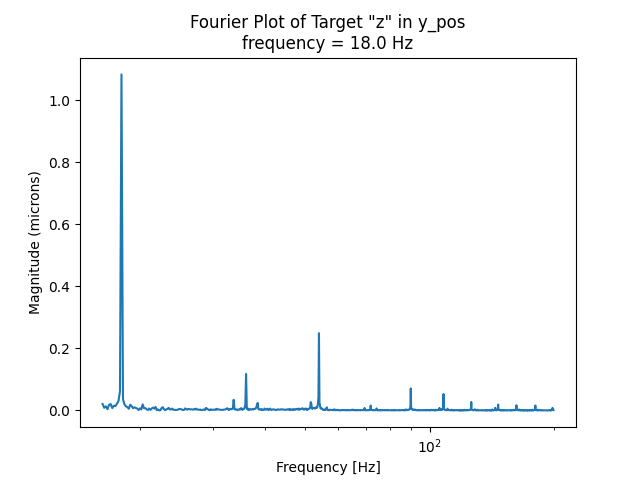 Fourier Plot of Target "z" in y_pos
frequency = 18.0 Hz
1.0
0.8
0.6
0.4
0.2
0.0
Magnitude (microns)
10²
Frequency [Hz]